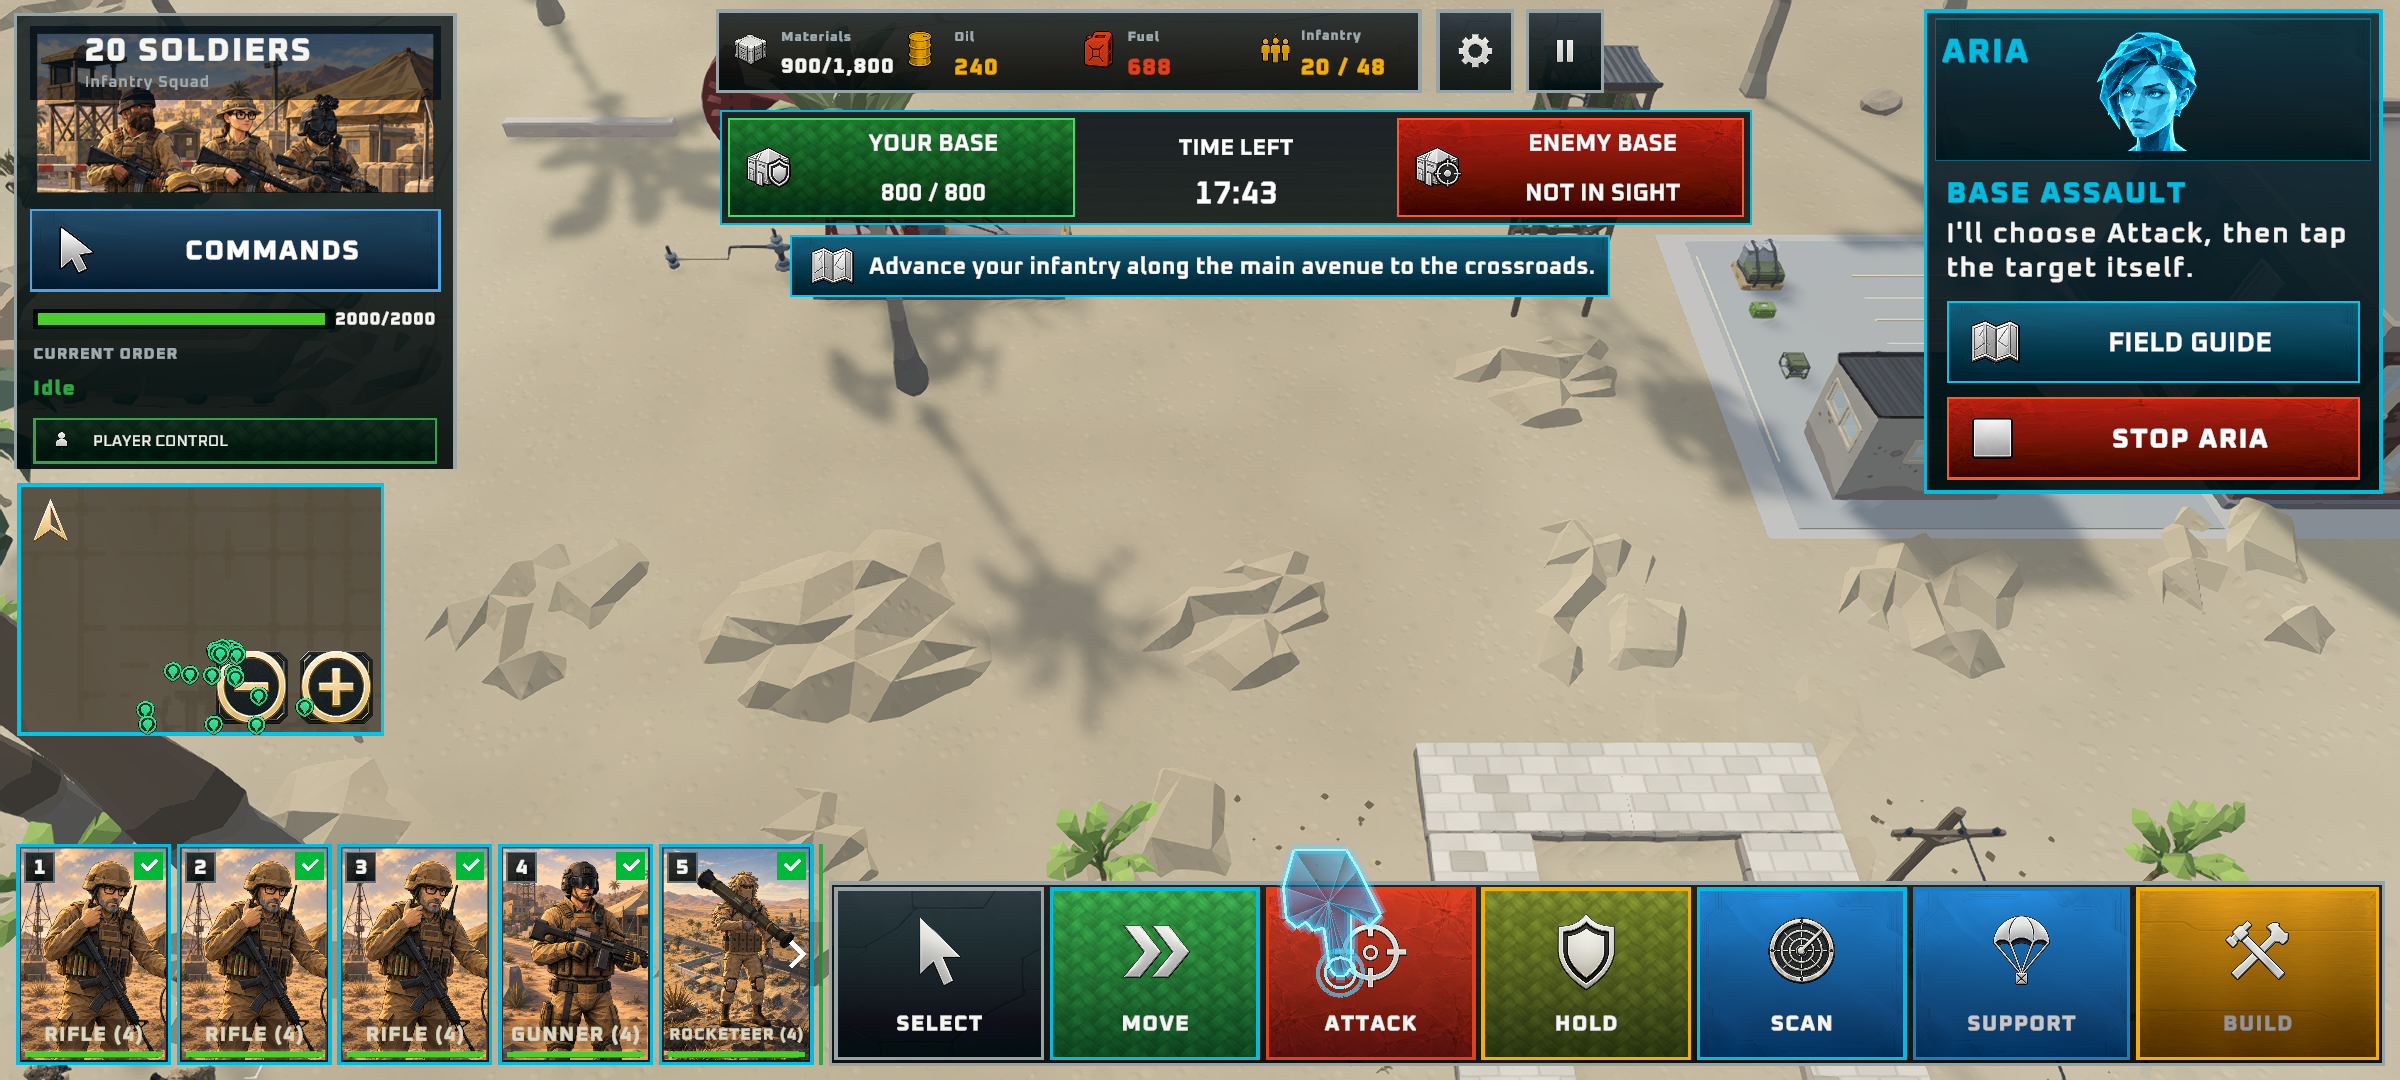 20 SOLDIERS
Infantry Squad
COMMANDS
2000/2000
CURRENT ORDER
Idle
PLAYER CONTROL
Materials
900/1,800
Oil
240
Fuel
688
Infantry
20 / 48
YOUR BASE
800 / 800
TIME LEFT
17:43
ENEMY BASE
NOT IN SIGHT
Advance your infantry along the main avenue to the crossroads.
ARIA
BASE ASSAULT
I'll choose Attack, then tap
the target itself.
FIELD GUIDE
STOP ARIA
1
RIFLE (4)
2
RIFLE (4)
3
RIFLE (4)
4
GUNNER (4)
5
ROCKETEER (4)
SELECT
MOVE
ATTACK
HOLD
SCAN
SUPPORT
BUILD